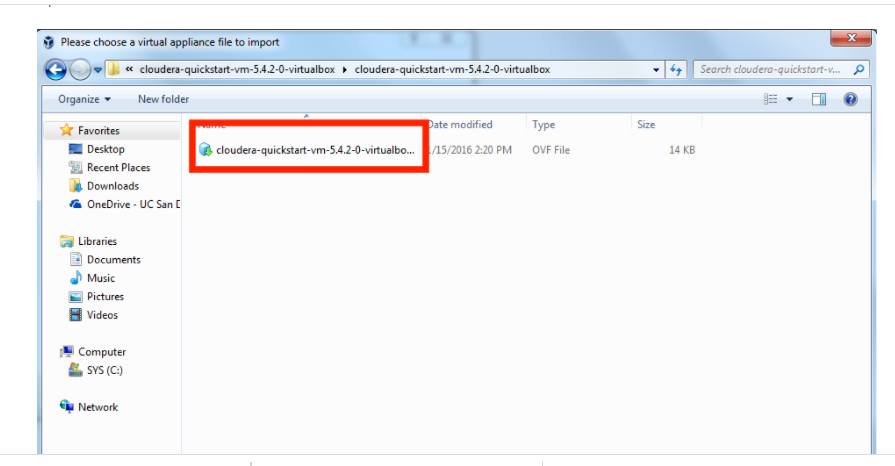 Please choose a virtual appliance file to import
« cloudera-quickstart-vm-5.4.2-0-virtualbox ▸ cloudera-quickstart-vm-5.4.2-0-virtualbox Search cloudera-quickstart-v...
Organize New folder
Name Date modified Type Size
Favorites
cloudera-quickstart-vm-5.4.2-0-virtualbo... /15/2016 2:20 PM OVF File 14 KB
Desktop
Recent Places
Downloads
OneDrive - UC San D
Libraries
Documents
Music
Pictures
Videos
Computer
SYS (C:)
Network